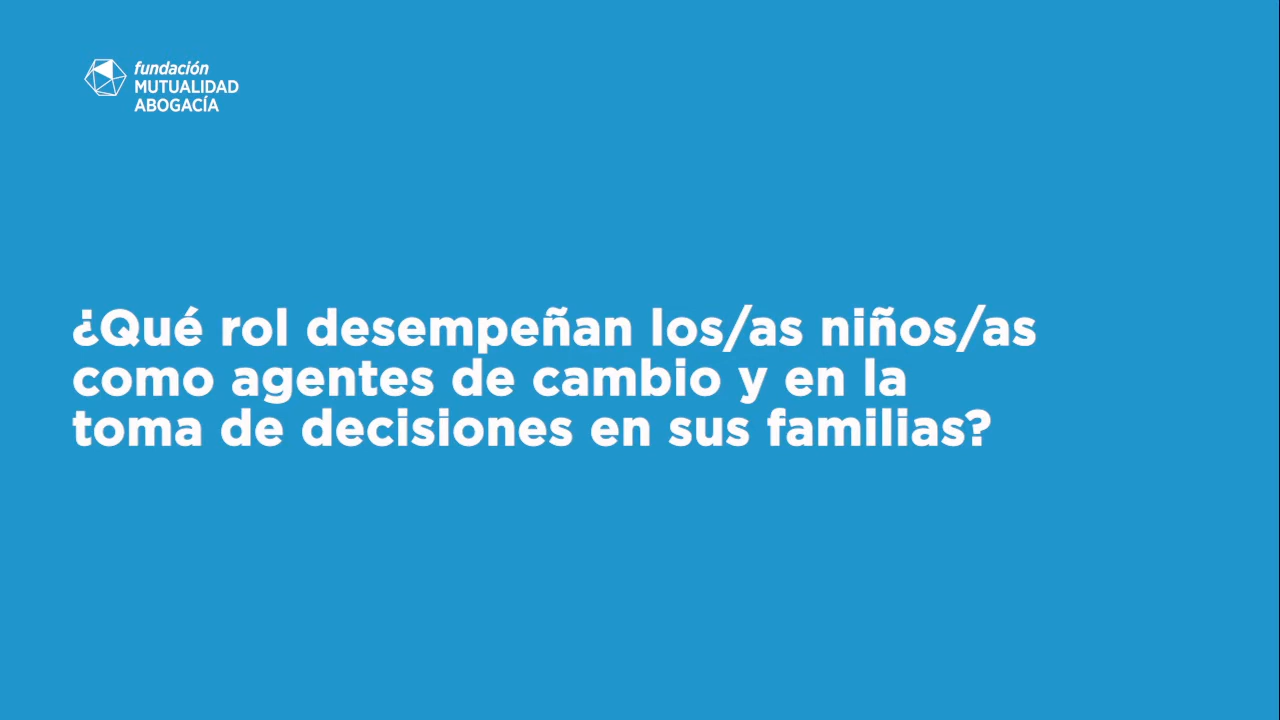 fundación
MUTUALIDAD
ABOGACÍA
¿Qué rol desempeñan los/as niños/as
como agentes de cambio y en la
toma de decisiones en sus familias?